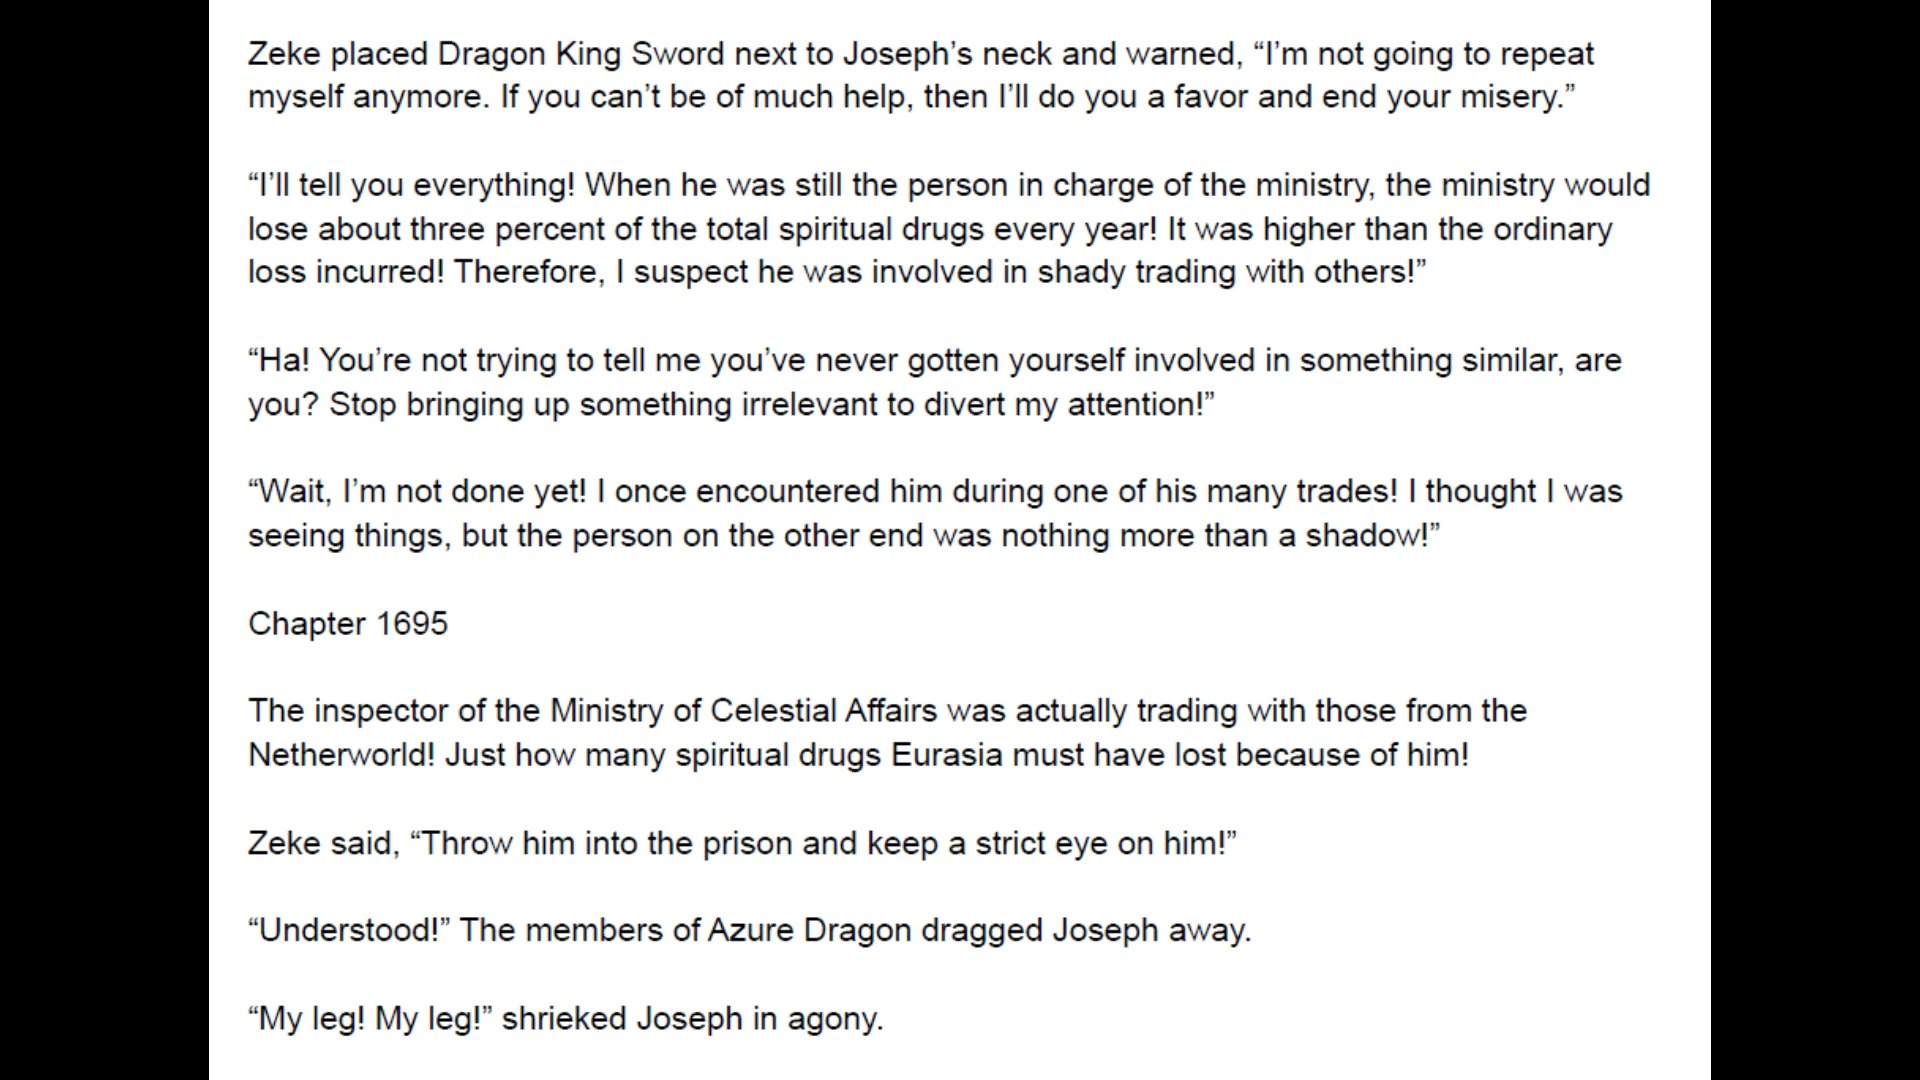 Zeke placed Dragon King Sword next to Joseph’s neck and warned, “I’m not going to repeat
myself anymore. If you can’t be of much help, then I’ll do you a favor and end your misery.”
“I’ll tell you everything! When he was still the person in charge of the ministry, the ministry would
lose about three percent of the total spiritual drugs every year! It was higher than the ordinary
loss incurred! Therefore, I suspect he was involved in shady trading with others!”
“Ha! You’re not trying to tell me you’ve never gotten yourself involved in something similar, are
you? Stop bringing up something irrelevant to divert my attention!”
“Wait, I’m not done yet! I once encountered him during one of his many trades! I thought I was
seeing things, but the person on the other end was nothing more than a shadow!”
Chapter 1695
The inspector of the Ministry of Celestial Affairs was actually trading with those from the
Netherworld! Just how many spiritual drugs Eurasia must have lost because of him!
Zeke said, “Throw him into the prison and keep a strict eye on him!”
“Understood!” The members of Azure Dragon dragged Joseph away.
“My leg! My leg!” shrieked Joseph in agony.